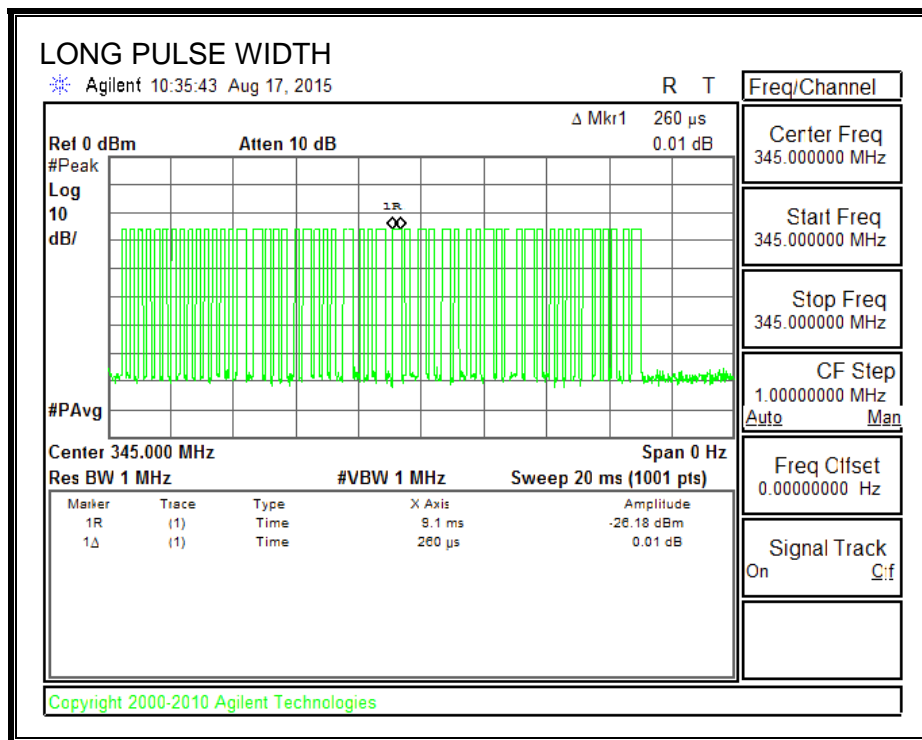 LONG PULSE WIDTH
Agilent 10:35:43 Aug 17, 2015 R T
Δ Mkr1 260 µs
Ref 0 dBm Atten 10 dB 0.01 dB
#Peak
Log
10
dB/
1R
#PAvg
Center 345.000 MHz Span 0 Hz
Res BW 1 MHz #VBW 1 MHz Sweep 20 ms (1001 pts)
Marker Trace Type X Axis Amplitude
1R (1) Time 9.1 ms -26.18 dBm
1Δ (1) Time 260 µs 0.01 dB
Freq/Channel
Center Freq
345.000000 MHz
Start Freq
345.000000 MHz
Stop Freq
345.000000 MHz
CF Step
1.00000000 MHz
Auto Man
Freq Offset
0.00000000 Hz
Signal Track
On Off
Copyright 2000-2010 Agilent Technologies